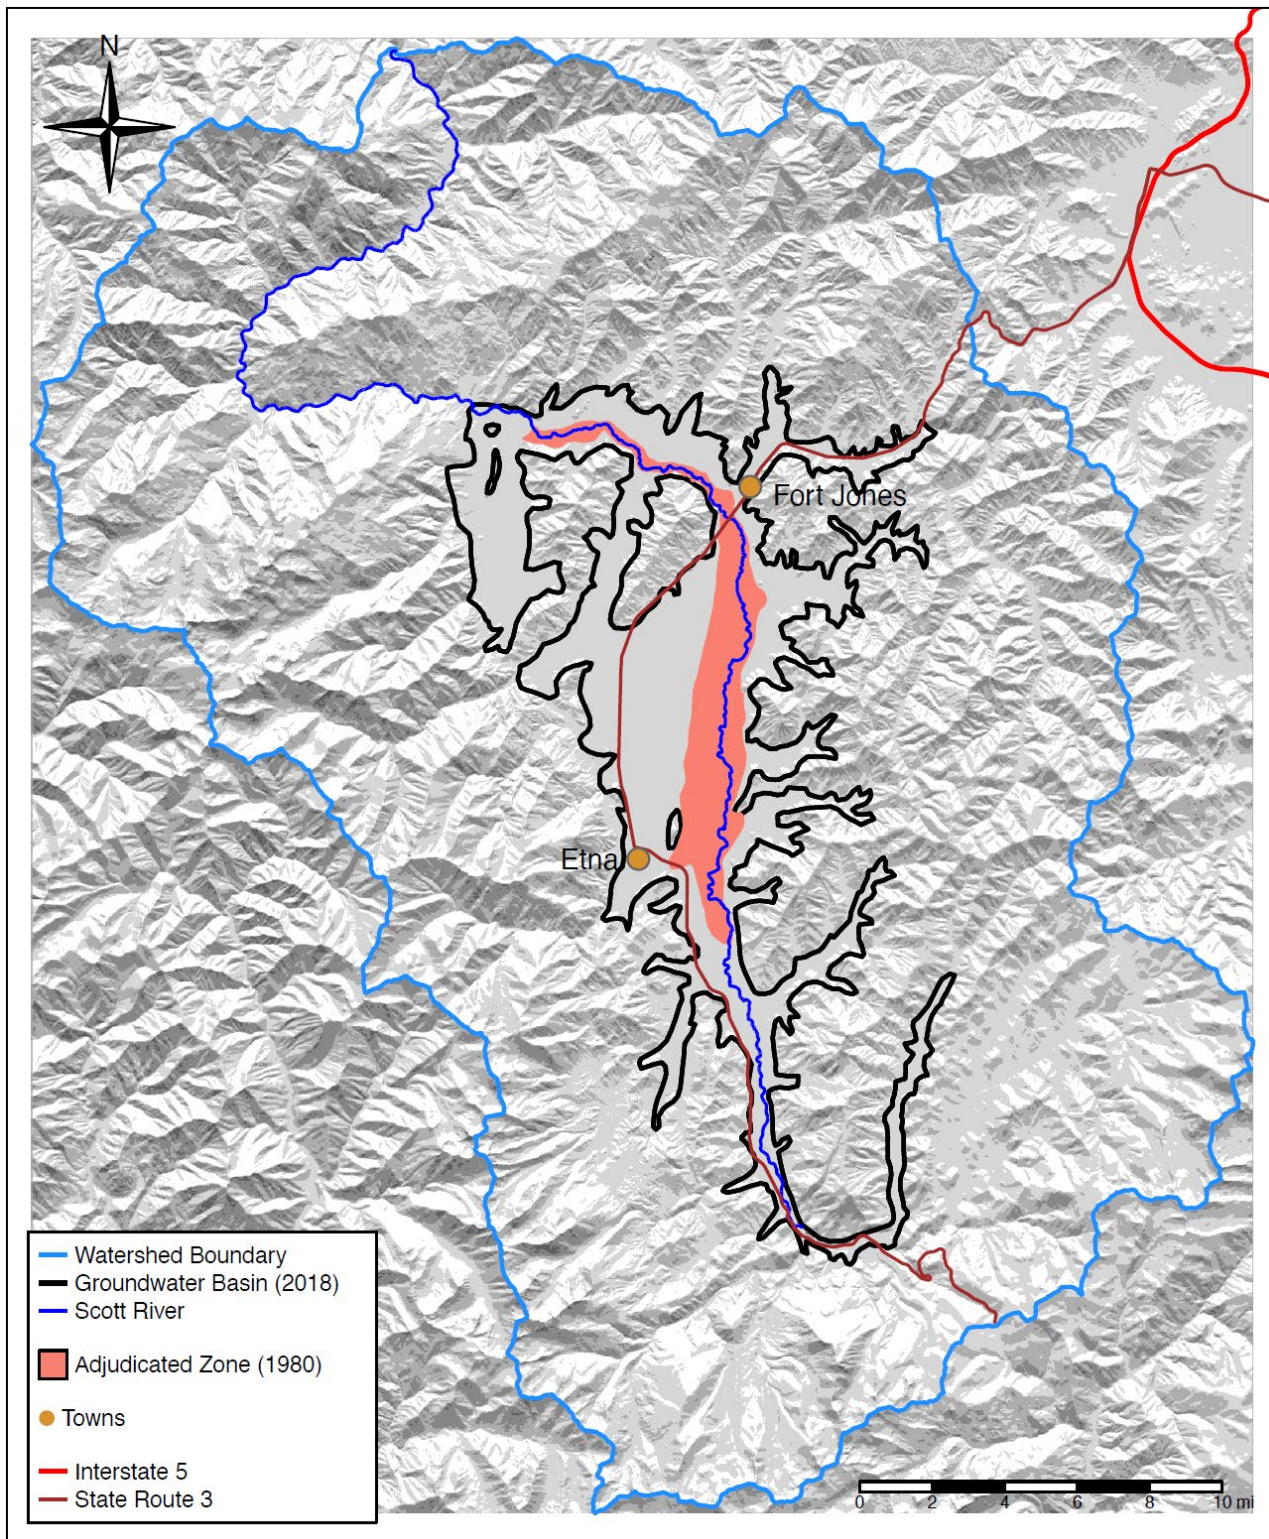 N
Fort Jones
Etna
Watershed Boundary
Groundwater Basin (2018)
Scott River
Adjudicated Zone (1980)
Towns
Interstate 5
State Route 3
0 2 4 6 8 10 mi